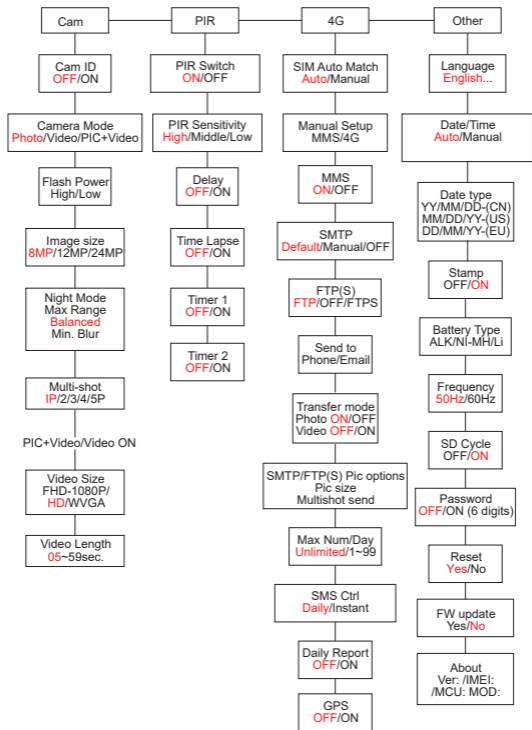 Cam
Cam ID
OFF/ON
Camera Mode
Photo/Video/PIC+Video
Flash Power
High/Low
Image size
8MP/12MP/24MP
Night Mode
Max Range
Balanced
Min. Blur
Multi-shot
IP/2/3/4/5P
PIC+Video/Video ON
Video Size
FHD-1080P/
HD/WVGA
Video Length
05~59sec.
PIR
PIR Switch
ON/OFF
PIR Sensitivity
High/Middle/Low
Delay
OFF/ON
Time Lapse
OFF/ON
Timer 1
OFF/ON
Timer 2
OFF/ON
4G
SIM Auto Match
Auto/Manual
Manual Setup
MMS/4G
MMS
ON/OFF
SMTP
Default/Manual/OFF
FTP(S)
FTP/OFF/FTPS
Send to
Phone/Email
Transfer mode
Photo ON/OFF
Video OFF/ON
SMTP/FTP(S) Pic options
Pic size
Multishot send
Max Num/Day
Unlimited/1~99
SMS Ctrl
Daily/Instant
Daily Report
OFF/ON
GPS
OFF/ON
Other
Language
English...
Date/Time
Auto/Manual
Date type
YY/MM/DD-(CN)
MM/DD/YY-(US)
DD/MM/YY-(EU)
Stamp
OFF/ON
Battery Type
ALK/NI-MH/Li
Frequency
50Hz/60Hz
SD Cycle
OFF/ON
Password
OFF/ON (6 digits)
Reset
Yes/No
FW update
Yes/No
About
Ver: /IMEI:
/MCU: MOD: